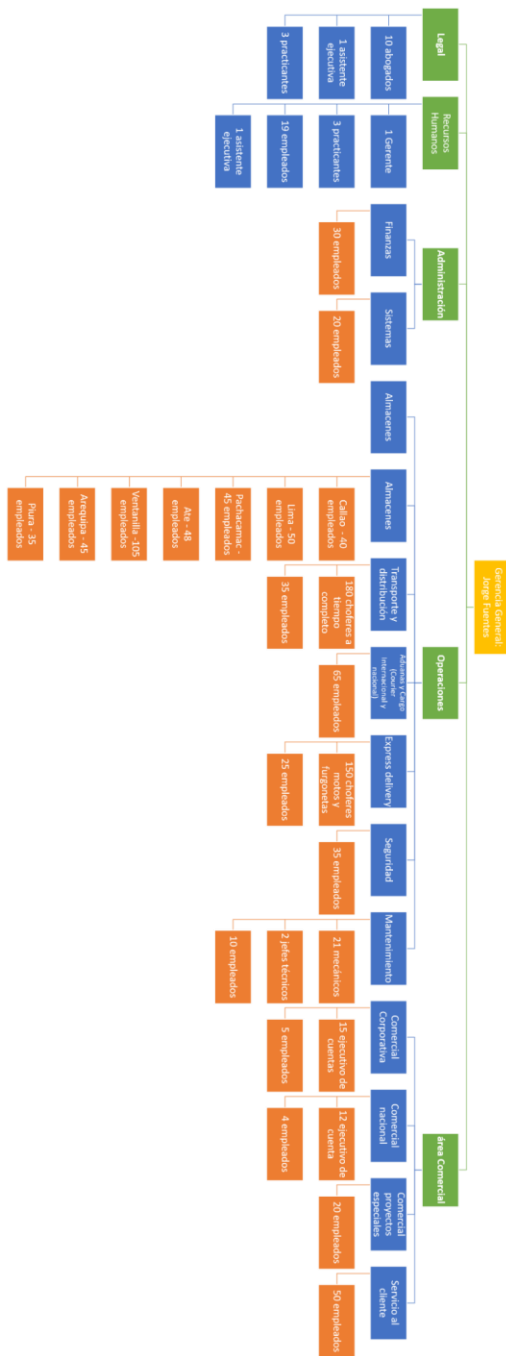 Gerencia General:
Jorge Fuentes
Legal
10 abogados
1 asistente
ejecutiva
3 practicantes
Recursos
Humanos
1 Gerente
3 practicantes
19 empleados
1 asistente
ejecutiva
Administración
Finanzas
30 empleados
Sistemas
20 empleados
Operaciones
Almacenes
Almacenes
Callao - 40
empleados
Lima - 50
empleados
Pachacamac -
45 empleados
Ate - 48
empleados
Ventanilla -105
empleados
Arequipa - 45
empleados
Piura - 35
empleados
Transporte y
distribución
180 choferes a
tiempo
completo
35 empleados
Aduanas y Cargo
(Courier
Internacional y
nacional)
65 empleados
Express delivery
150 choferes
motos y
furgonetas
25 empleados
Seguridad
35 empleados
Mantenimiento
21 mecánicos
2 jefes técnicos
10 empleados
área Comercial
Comercial
Corporativa
15 ejecutivo de
cuentas
5 empleados
Comercial
nacional
12 ejecutivo de
cuenta
4 empleados
Comercial
proyectos
especiales
20 empleados
Servicio al
cliente
50 empleados